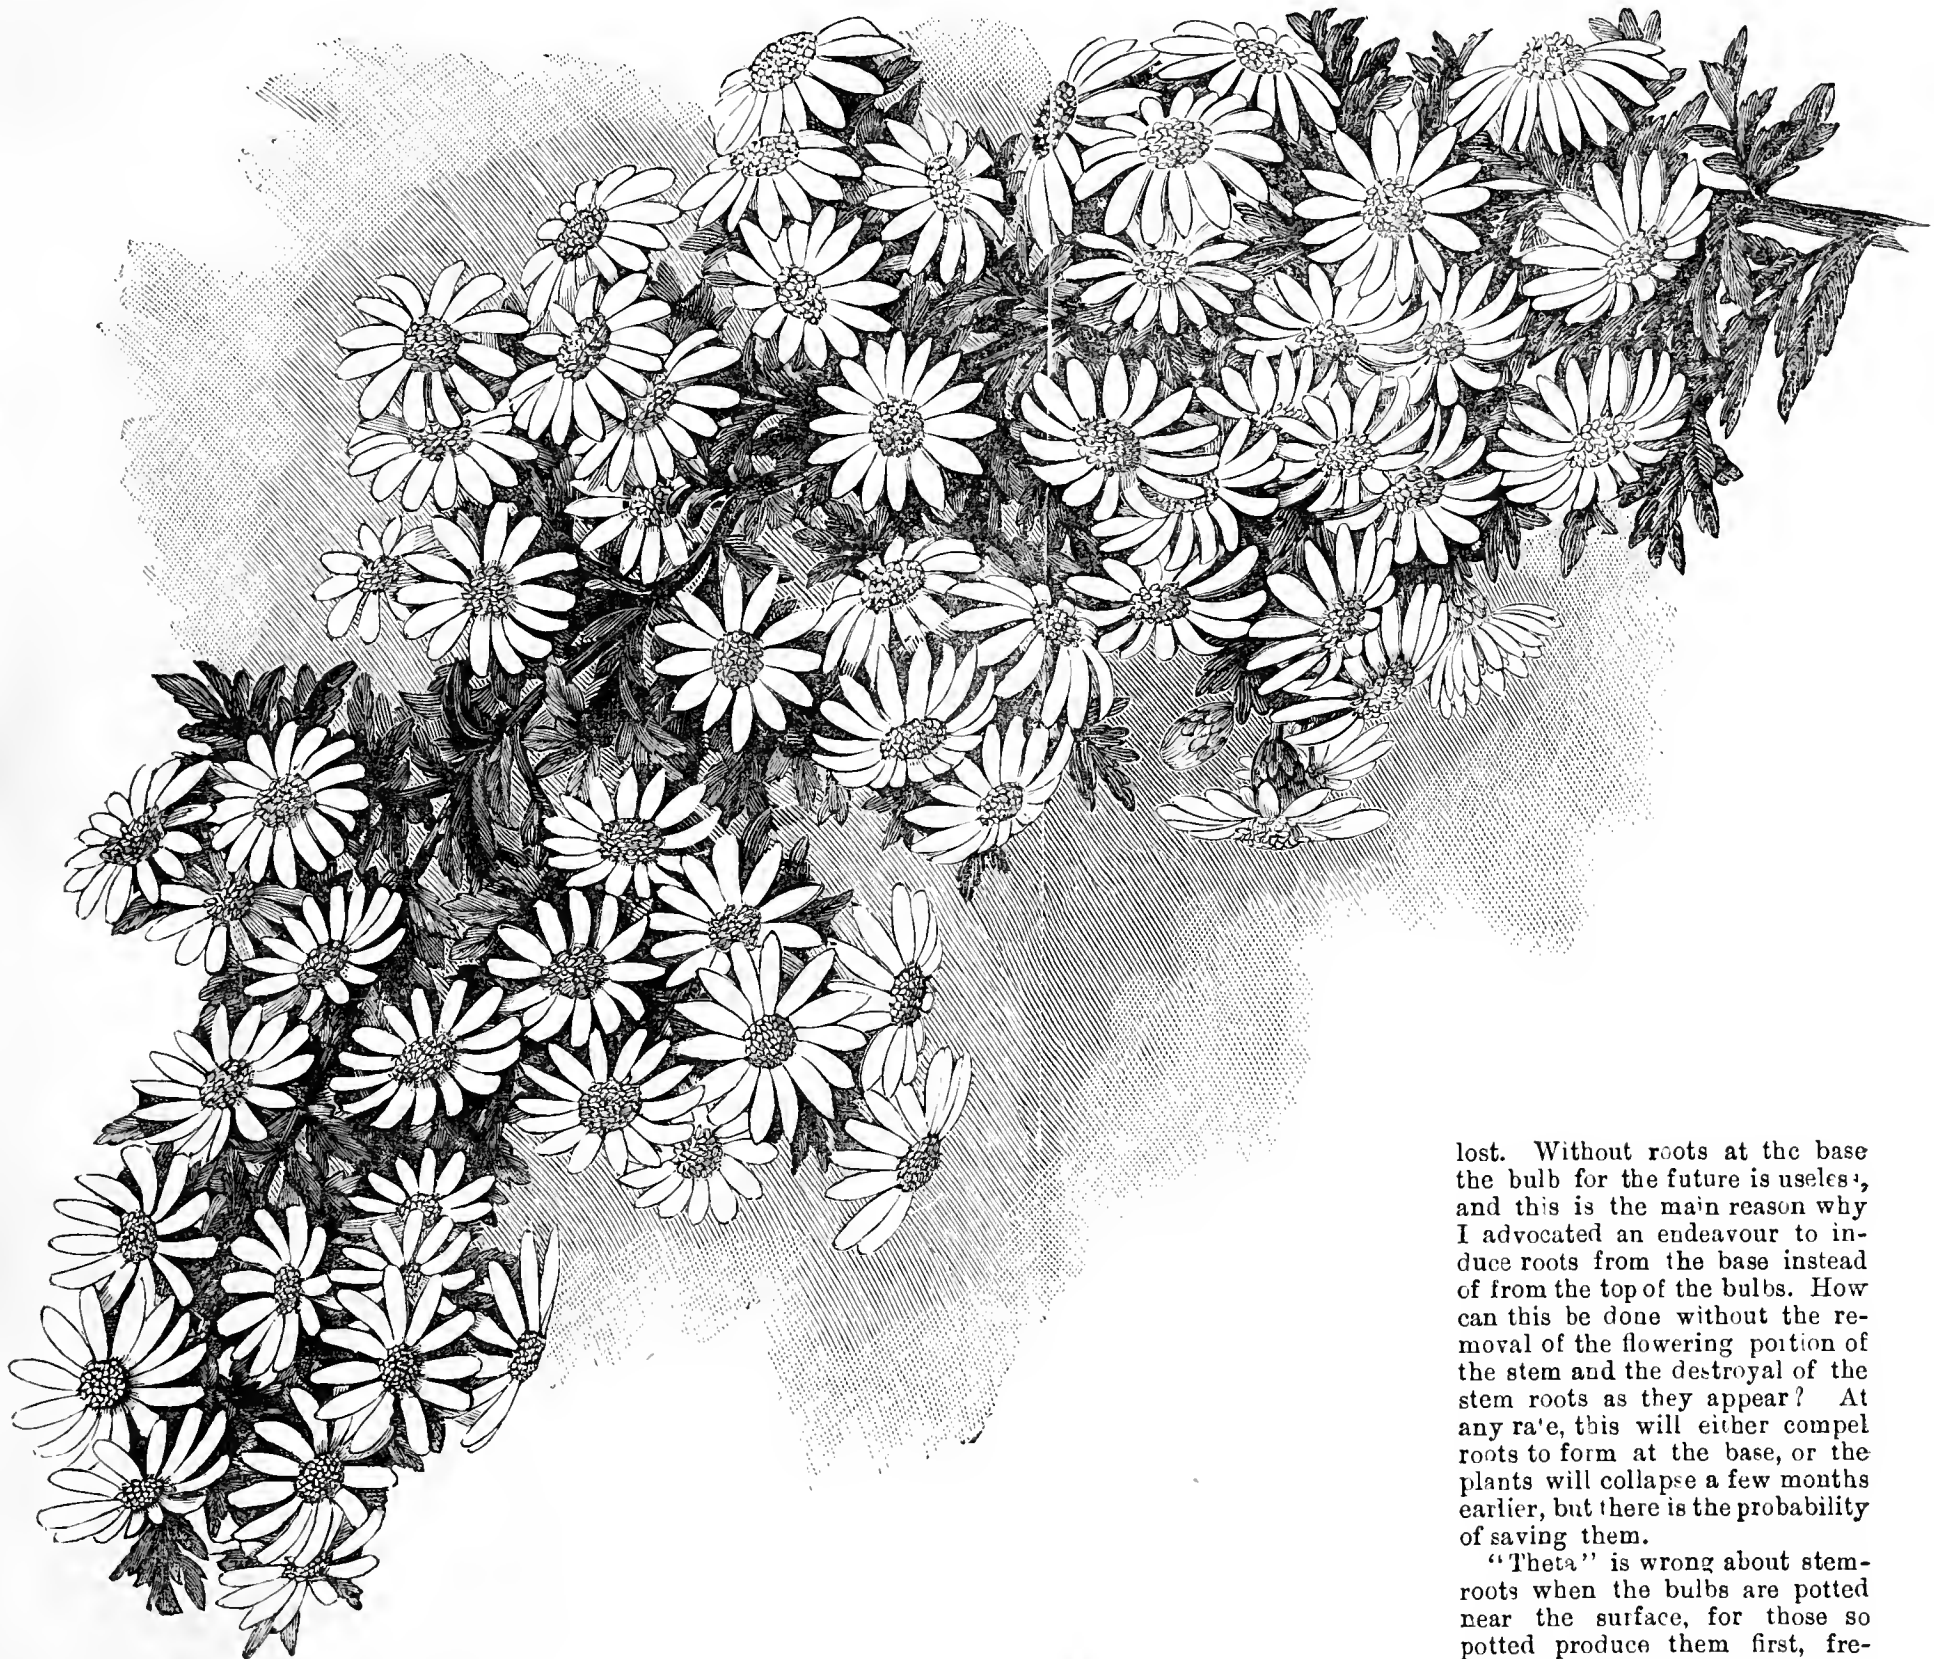 lost. Without roots at the base
the bulb for the future is useless,
and this is the main reason why
I advocated an endeavour to in-
duce roots from the base instead
of from the top of the bulbs. How
can this be done without the re-
moval of the flowering portion of
the stem and the destroyal of the
stem roots as they appear? At
any rate, this will either compel
roots to form at the base, or the
plants will collapse a few months
earlier, but there is the probability
of saving them.
"Theta" is wrong about stem-
roots when the bulbs are potted
near the surface, for those so
potted produce them first, fre-